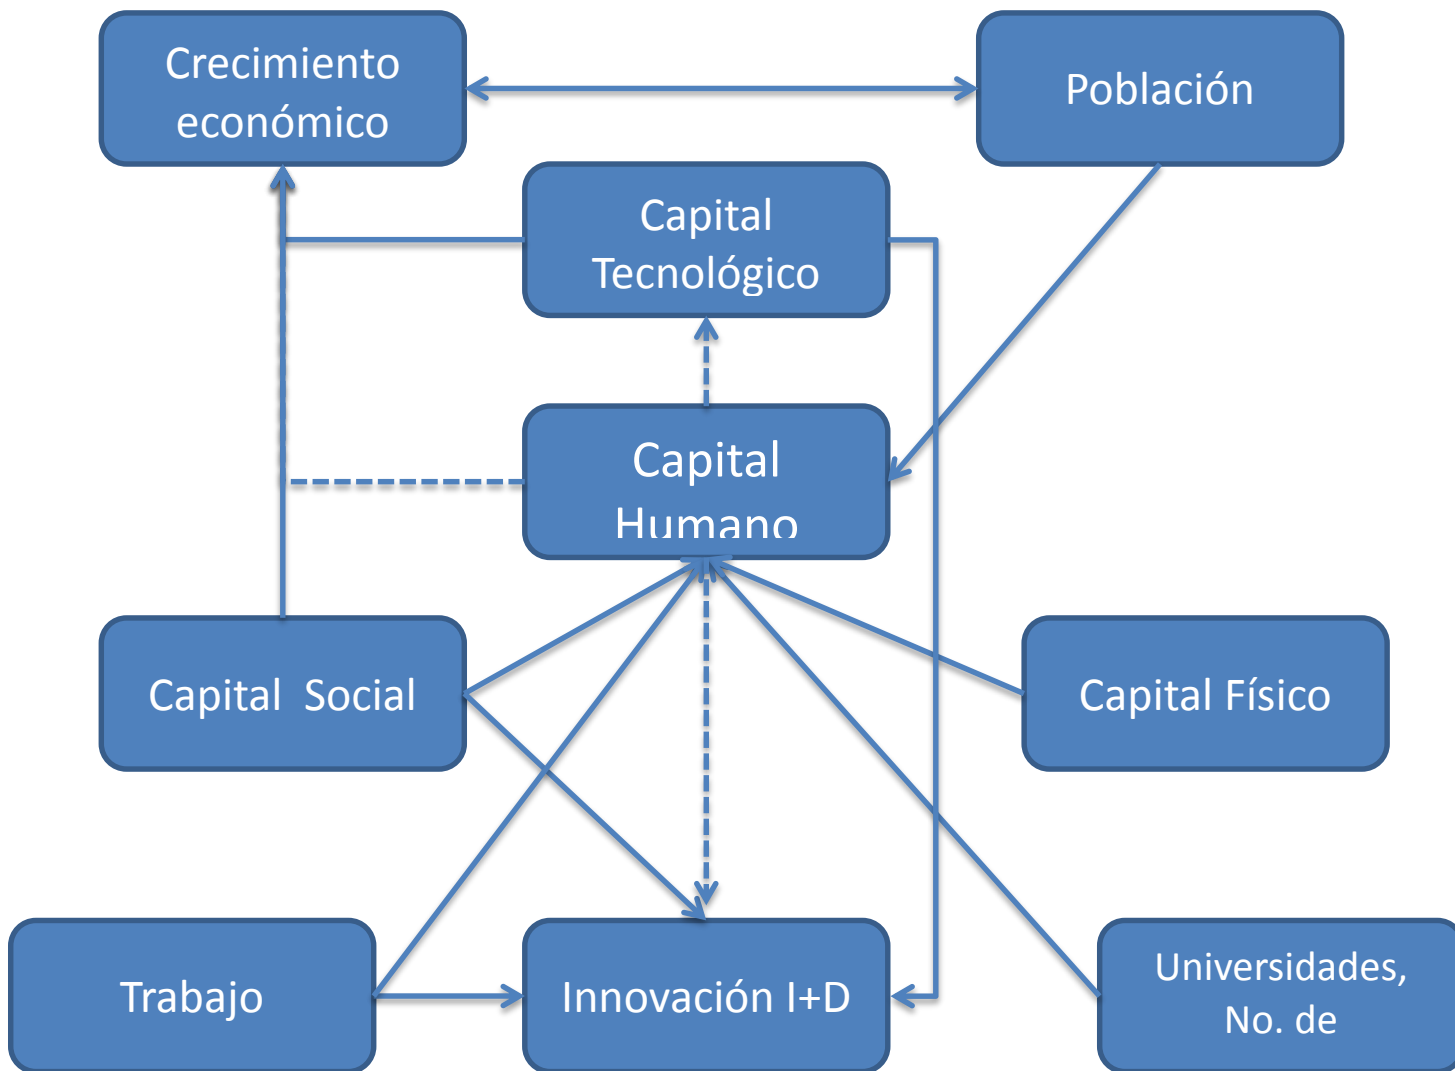 Crecimiento
económico
Población
Capital
Tecnológico
Capital
Humano
Capital  Social
Capital Físico
Trabajo
Innovación I+D
Universidades,
No. de